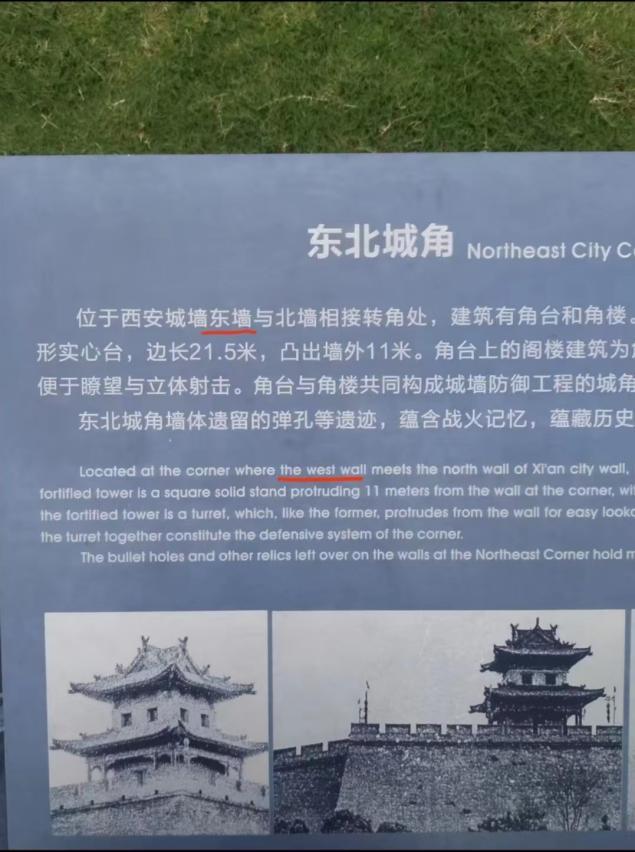 东北城角 Northeast City
位于西安城墙东墙与北墙相接转角处，建筑有角台和角楼。
形实心台，边长21.5米，凸出墙外11米。角台上的阁楼建筑为
便于瞭望与立体射击。角台与角楼共同构成城墙防御工程的城角
东北城角墙体遗留的弹孔等遗迹，蕴含战火记忆，蕴藏历史
Located at the corner where the west wall meets the north wall of Xi'an city wall,
fortified tower is a square solid stand protruding 11 meters from the wall at the corner,
the fortified tower is a turret, which, like the former, protrudes from the wall for easy
the turret together constitute the defensive system of the corner.
The bullet holes and other relics left over on the walls at the Northeast Corner hold